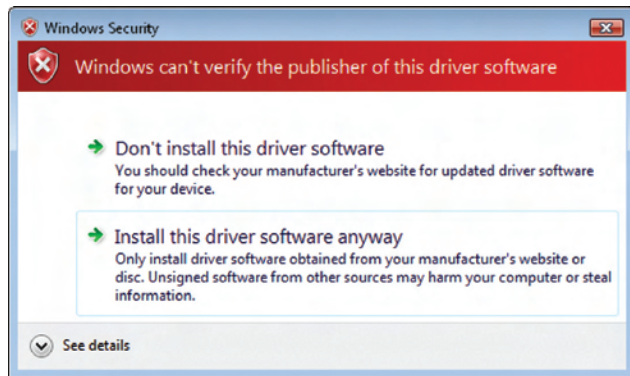 Windows Security
Windows can't verify the publisher of this driver software
Don't install this driver software
You should check your manufacturer's website for updated driver software
for your device.
Install this driver software anyway
Only install driver software obtained from your manufacturer's website or
disc. Unsigned software from other sources may harm your computer or steal
information.
See details